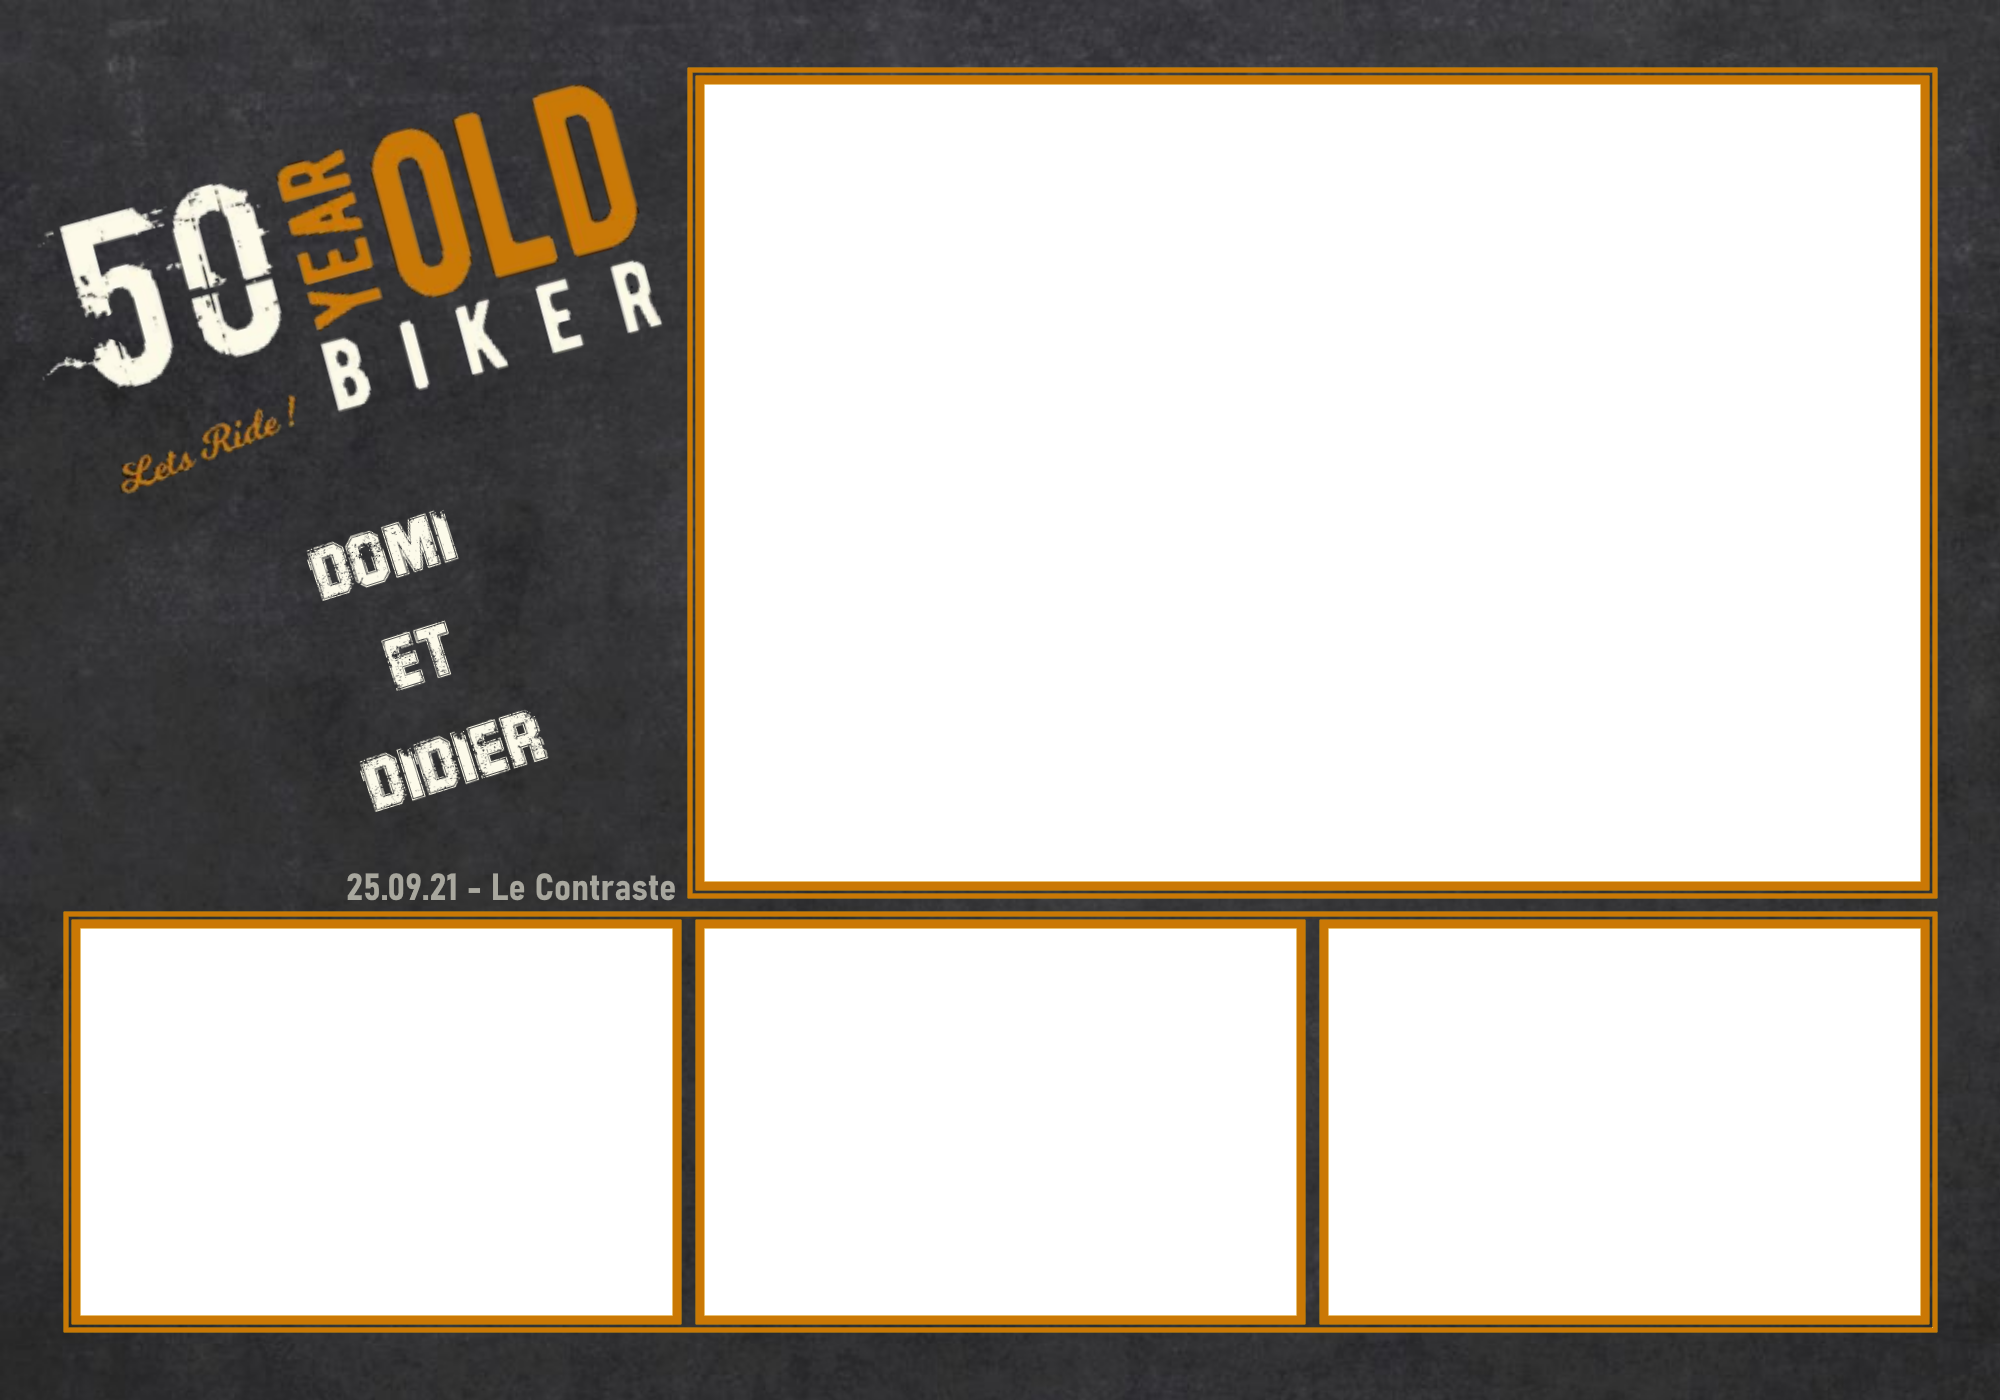 50 YEAR OLD
BIKER
Lets Ride !
DOMI
ET
DIDIER
25.09.21 - Le Contraste